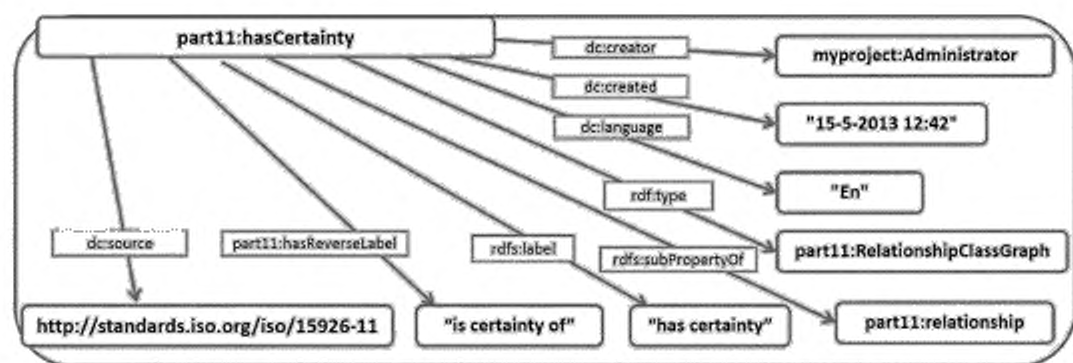 part11:hasCertainty
dc:creator
myproject:Administrator
dc:created
"15-5-2013 12:42"
dc:language
"En"
rdf:type
part11:RelationshipClassGraph
dc:source
part11:hasReverseLabel
rdfs:label
rdfs:subPropertyOf
http://standards.iso.org/iso/15926-11
"is certainty of"
"has certainty"
part11:relationship